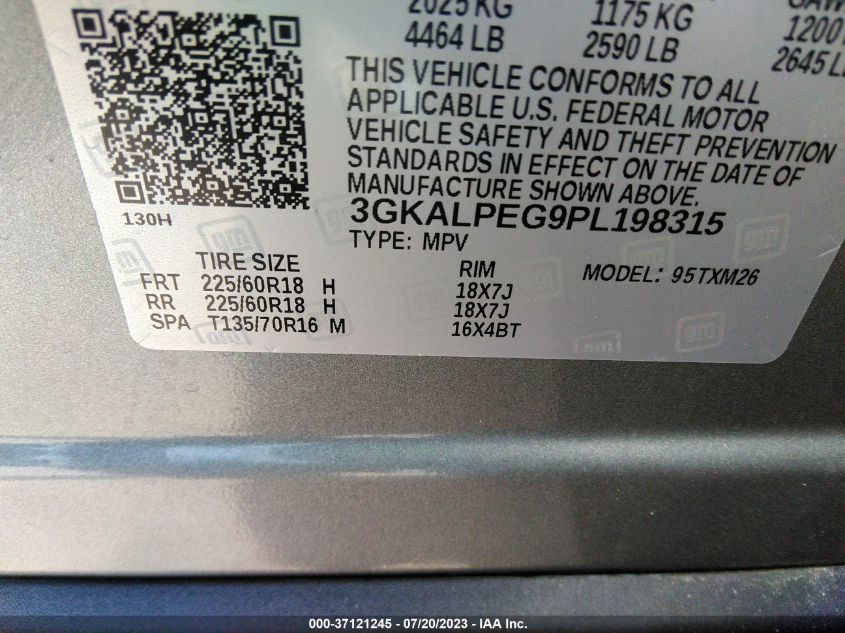 2025 KG 1175 KG
4464 LB 2590 LB 2645
THIS VEHICLE CONFORMS TO ALL
APPLICABLE U.S. FEDERAL MOTOR
VEHICLE SAFETY AND THEFT PREVENTION
STANDARDS IN EFFECT ON THE DATE OF
MANUFACTURE SHOWN ABOVE.
130H
3GKALPEG9PL198315
TYPE: MPV
TIRE SIZE RIM MODEL: 95TXM26
FRT 225/60R18 H 18X7J
RR 225/60R18 H 18X7J
SPA T135/70R16 M 16X4BT
gm
000-37121245 - 07/20/2023 - IAA Inc.